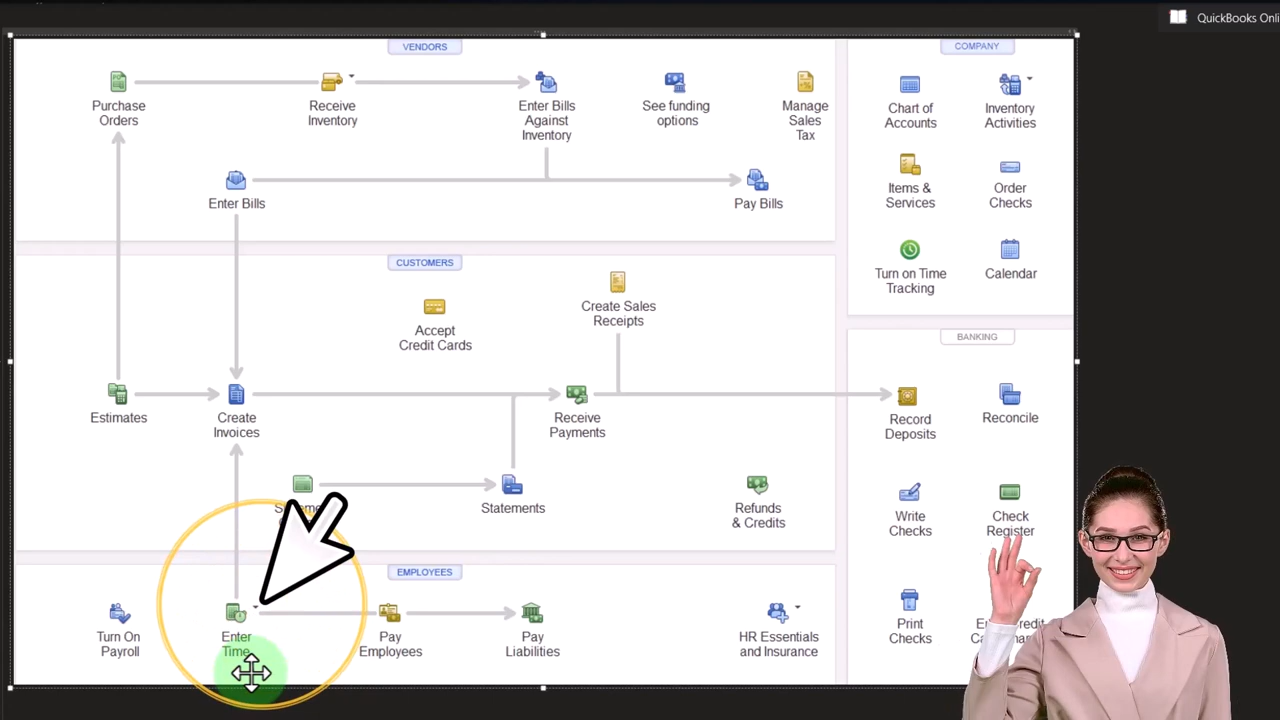 QuickBooks Onli
VENDORS
Purchase
Orders
Receive
Inventory
Enter Bills
Against
Inventory
See funding
options
Manage
Sales
Tax
Enter Bills
Pay Bills
CUSTOMERS
Accept
Credit Cards
Create Sales
Receipts
Estimates
Create
Invoices
Receive
Payments
Statements
Refunds
& Credits
EMPLOYEES
Turn On
Payroll
Enter
Time
Pay
Employees
Pay
Liabilities
HR Essentials
and Insurance
COMPANY
Chart of
Accounts
Inventory
Activities
Items &
Services
Order
Checks
Turn on Time
Tracking
Calendar
BANKING
Record
Deposits
Reconcile
Write
Checks
Check
Register
Print
Checks